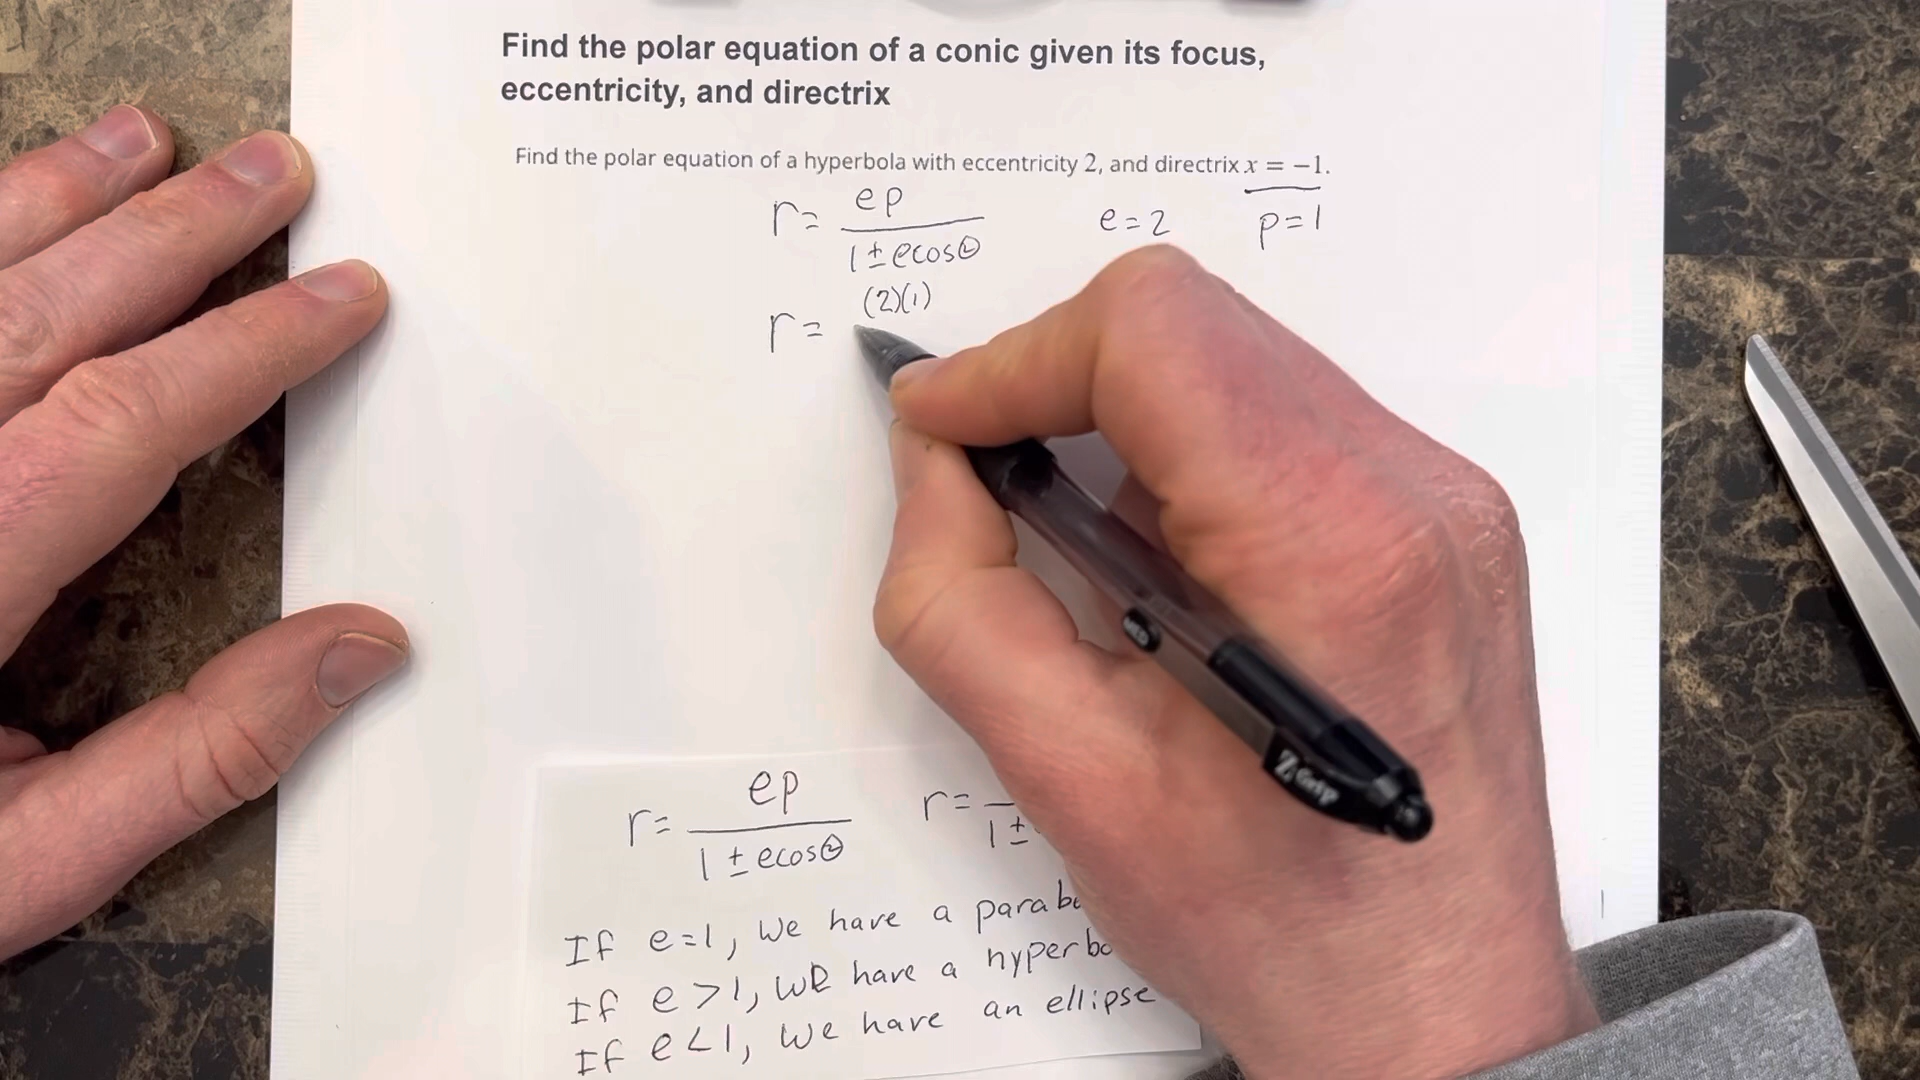 Find the polar equation of a conic given its focus,
eccentricity, and directrix
Find the polar equation of a hyperbola with eccentricity 2, and directrix x = −1.
r= ep / 1 ± ecosθ e=2 p=1
r= (2)(1)
r= ep / 1 ± ecosθ r= 1 ±
If e=1, we have a
If e >1, we have a
If e <1, we have an ellipse
Z-Grip